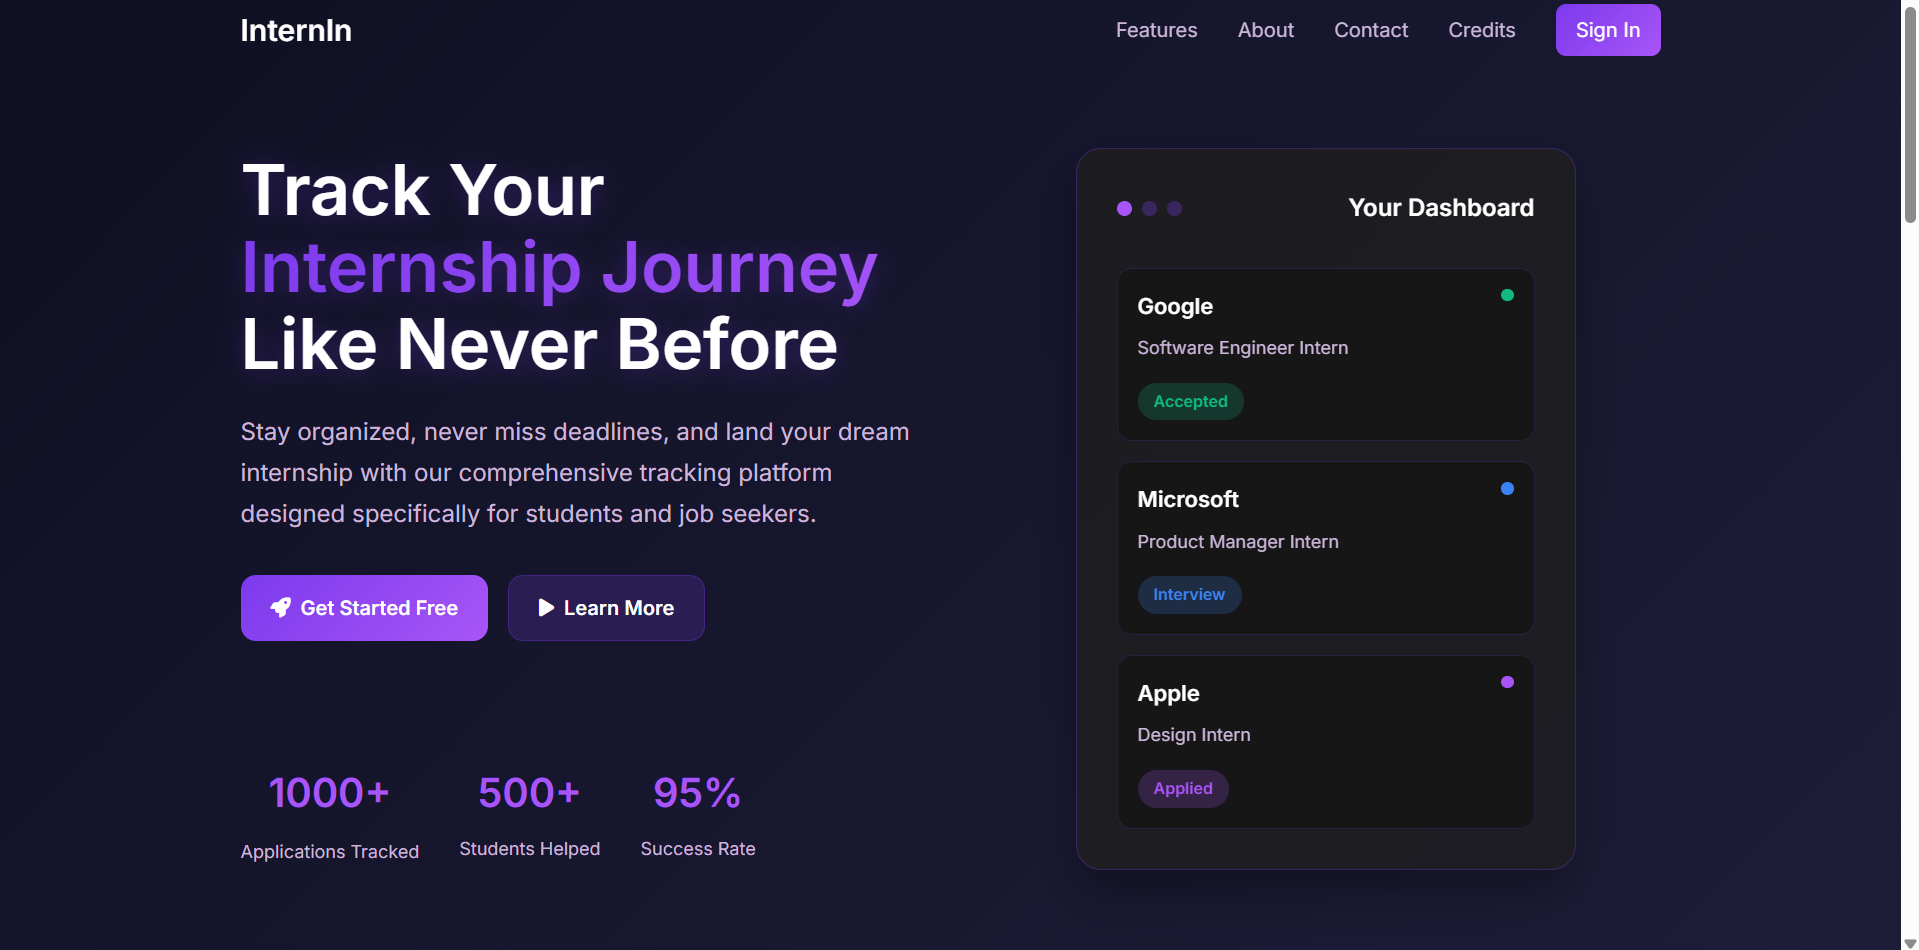 InternIn
Features
About
Contact
Credits
Sign In
Track Your
Internship Journey
Like Never Before
Stay organized, never miss deadlines, and land your dream
internship with our comprehensive tracking platform
designed specifically for students and job seekers.
Get Started Free
Learn More
1000+
Applications Tracked
500+
Students Helped
95%
Success Rate
Your Dashboard
Google
Software Engineer Intern
Accepted
Microsoft
Product Manager Intern
Interview
Apple
Design Intern
Applied